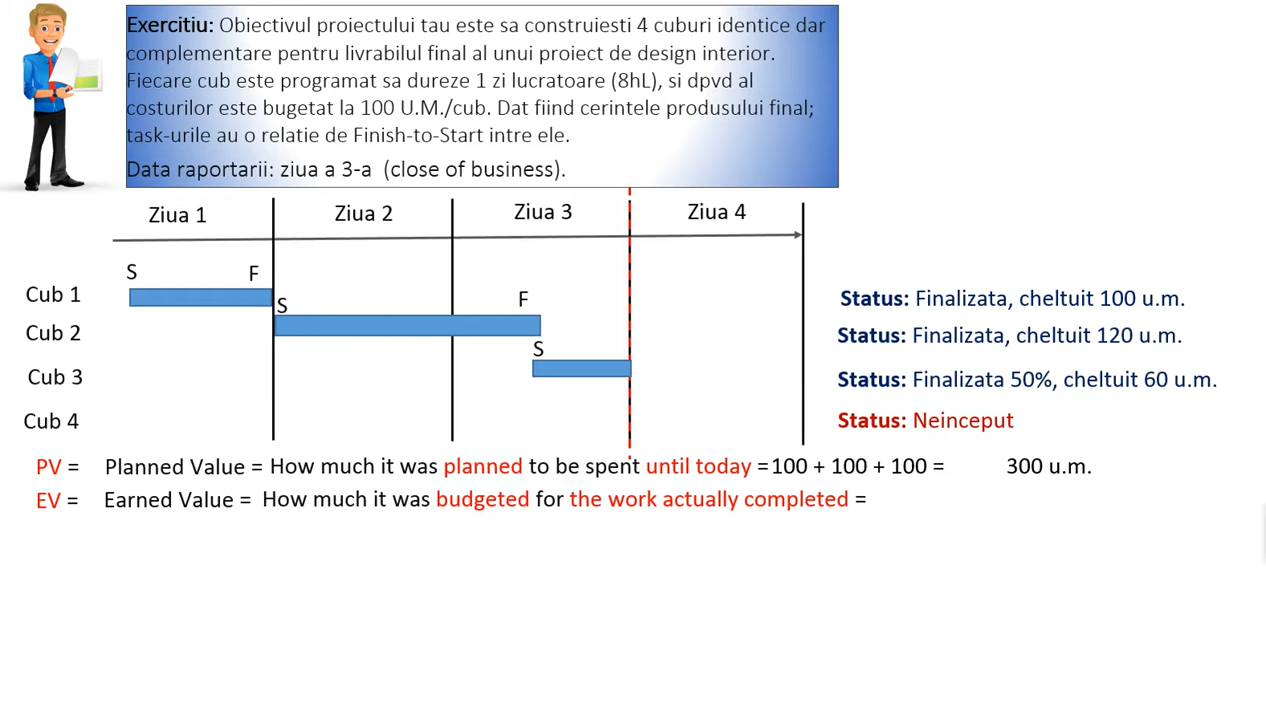 Exercitiu: Obiectivul proiectului tau este sa construiesti 4 cuburi identice dar
complementare pentru livrabilul final al unui proiect de design interior.
Fiecare cub este programat sa dureze 1 zi lucratoare (8hL), si dpvd al
costurilor este bugetat la 100 U.M./cub. Dat fiind cerintele produsului final;
task-urile au o relatie de Finish-to-Start intre ele.
Data raportarii: ziua a 3-a (close of business).
Ziua 1 Ziua 2 Ziua 3 Ziua 4
S F
Cub 1 Status: Finalizata, cheltuit 100 u.m.
S F
Cub 2 Status: Finalizata, cheltuit 120 u.m.
S
Cub 3 Status: Finalizata 50%, cheltuit 60 u.m.
Cub 4 Status: Neinceput
PV = Planned Value = How much it was planned to be spent until today =100 + 100 + 100 = 300 u.m.
EV = Earned Value = How much it was budgeted for the work actually completed =